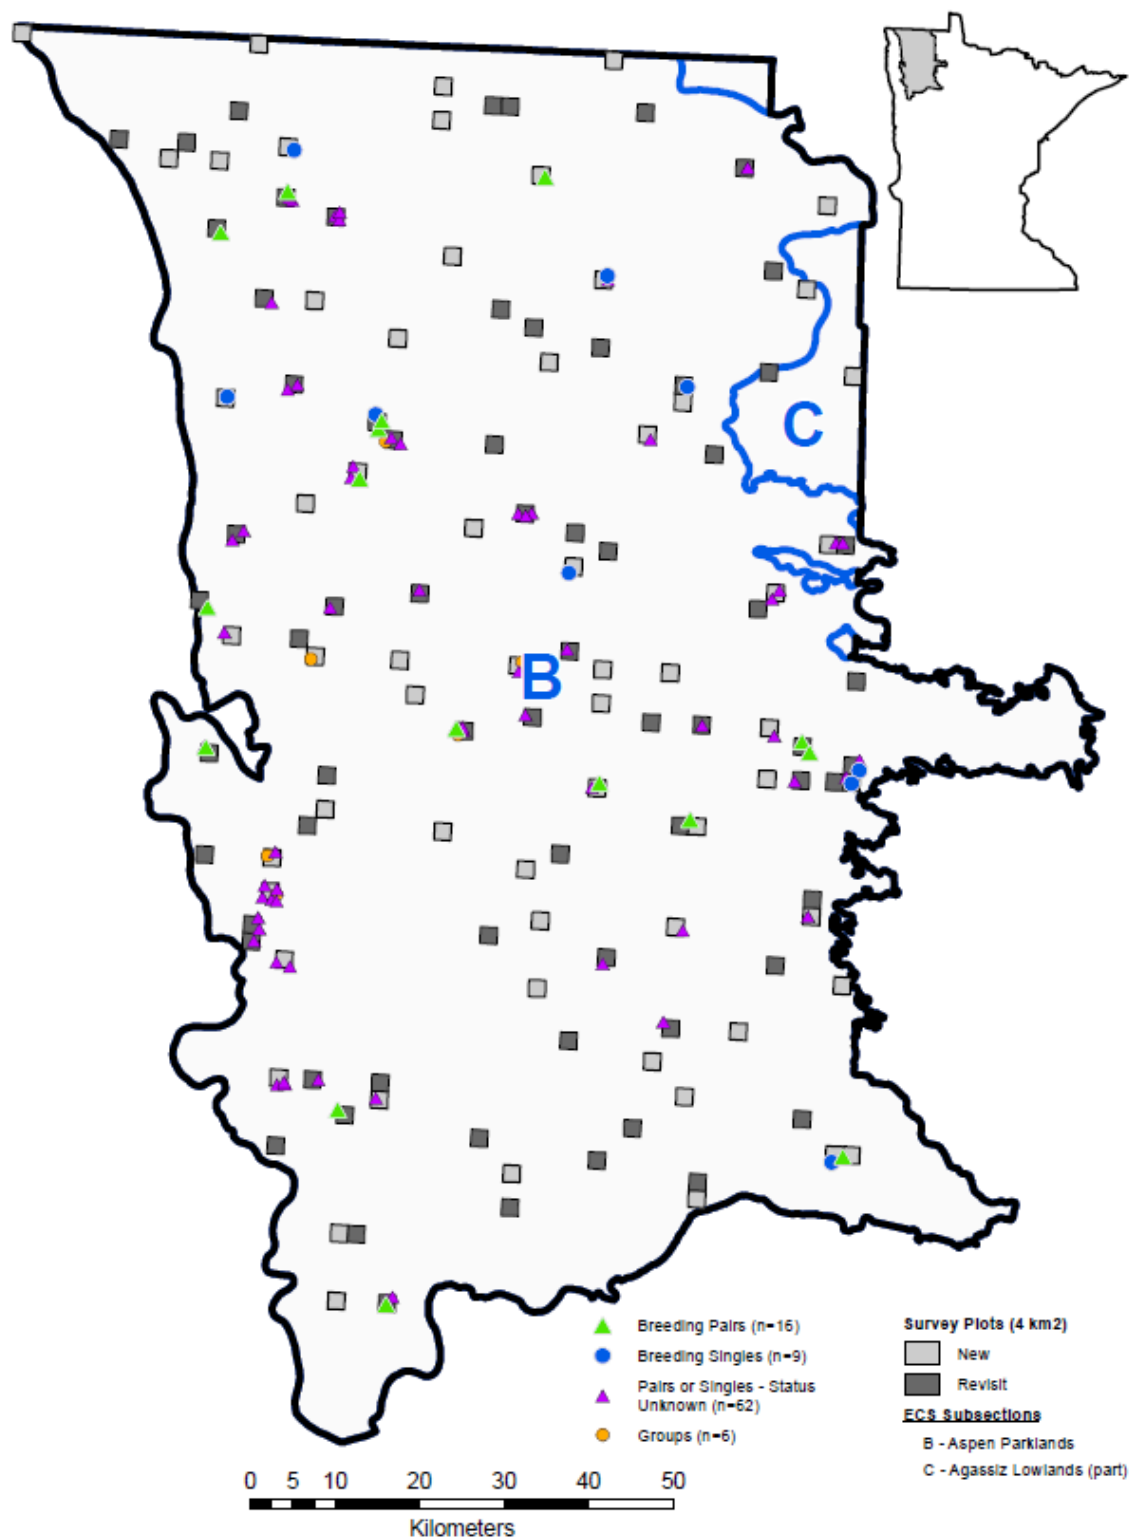 C
B
Breeding Pairs (n=16)
Breeding Singles (n=9)
Pairs or Singles - Status
Unknown (n=62)
Groups (n=6)
Survey Plots (4 km2)
New
Revisit
ECS Subsections
B - Aspen Parklands
C - Agassiz Lowlands (part)
0 5 10 20 30 40 50
Kilometers